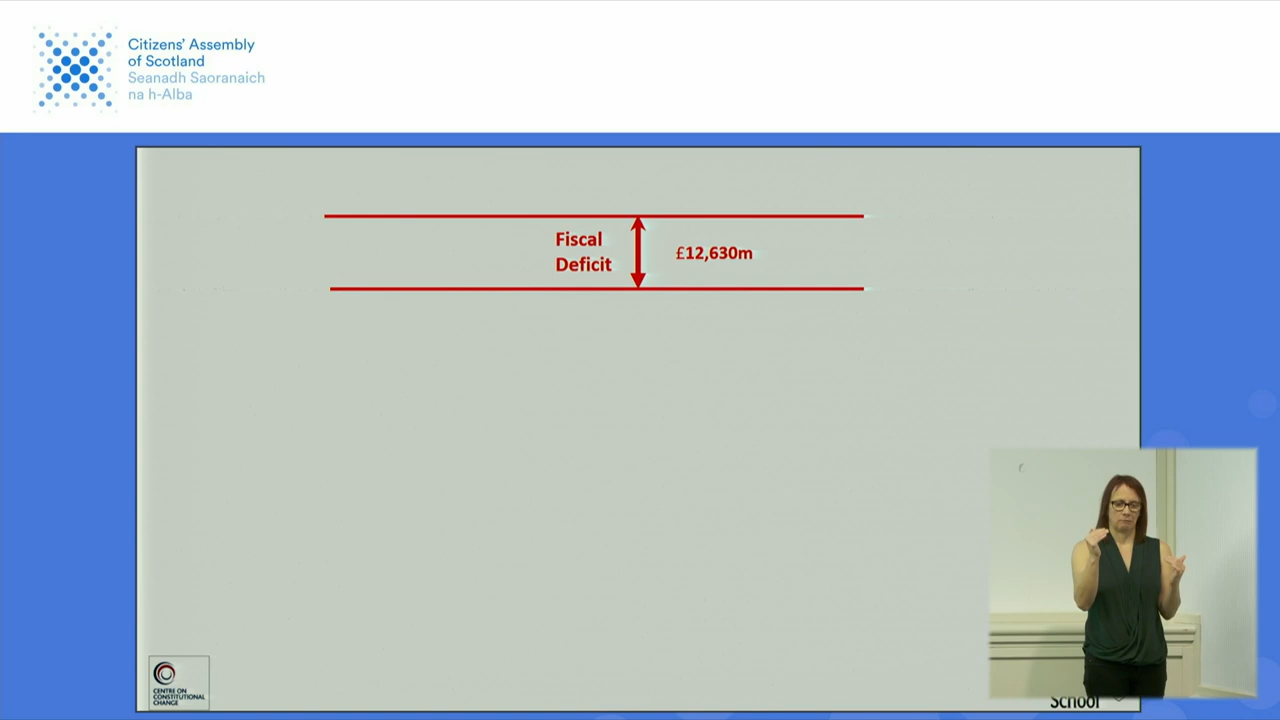 Citizens' Assembly
of Scotland
Seanadh Saoranaich
na h-Alba
Fiscal
Deficit
£12,630m
CENTRE ON
CONSTITUTIONAL
CHANGE
School